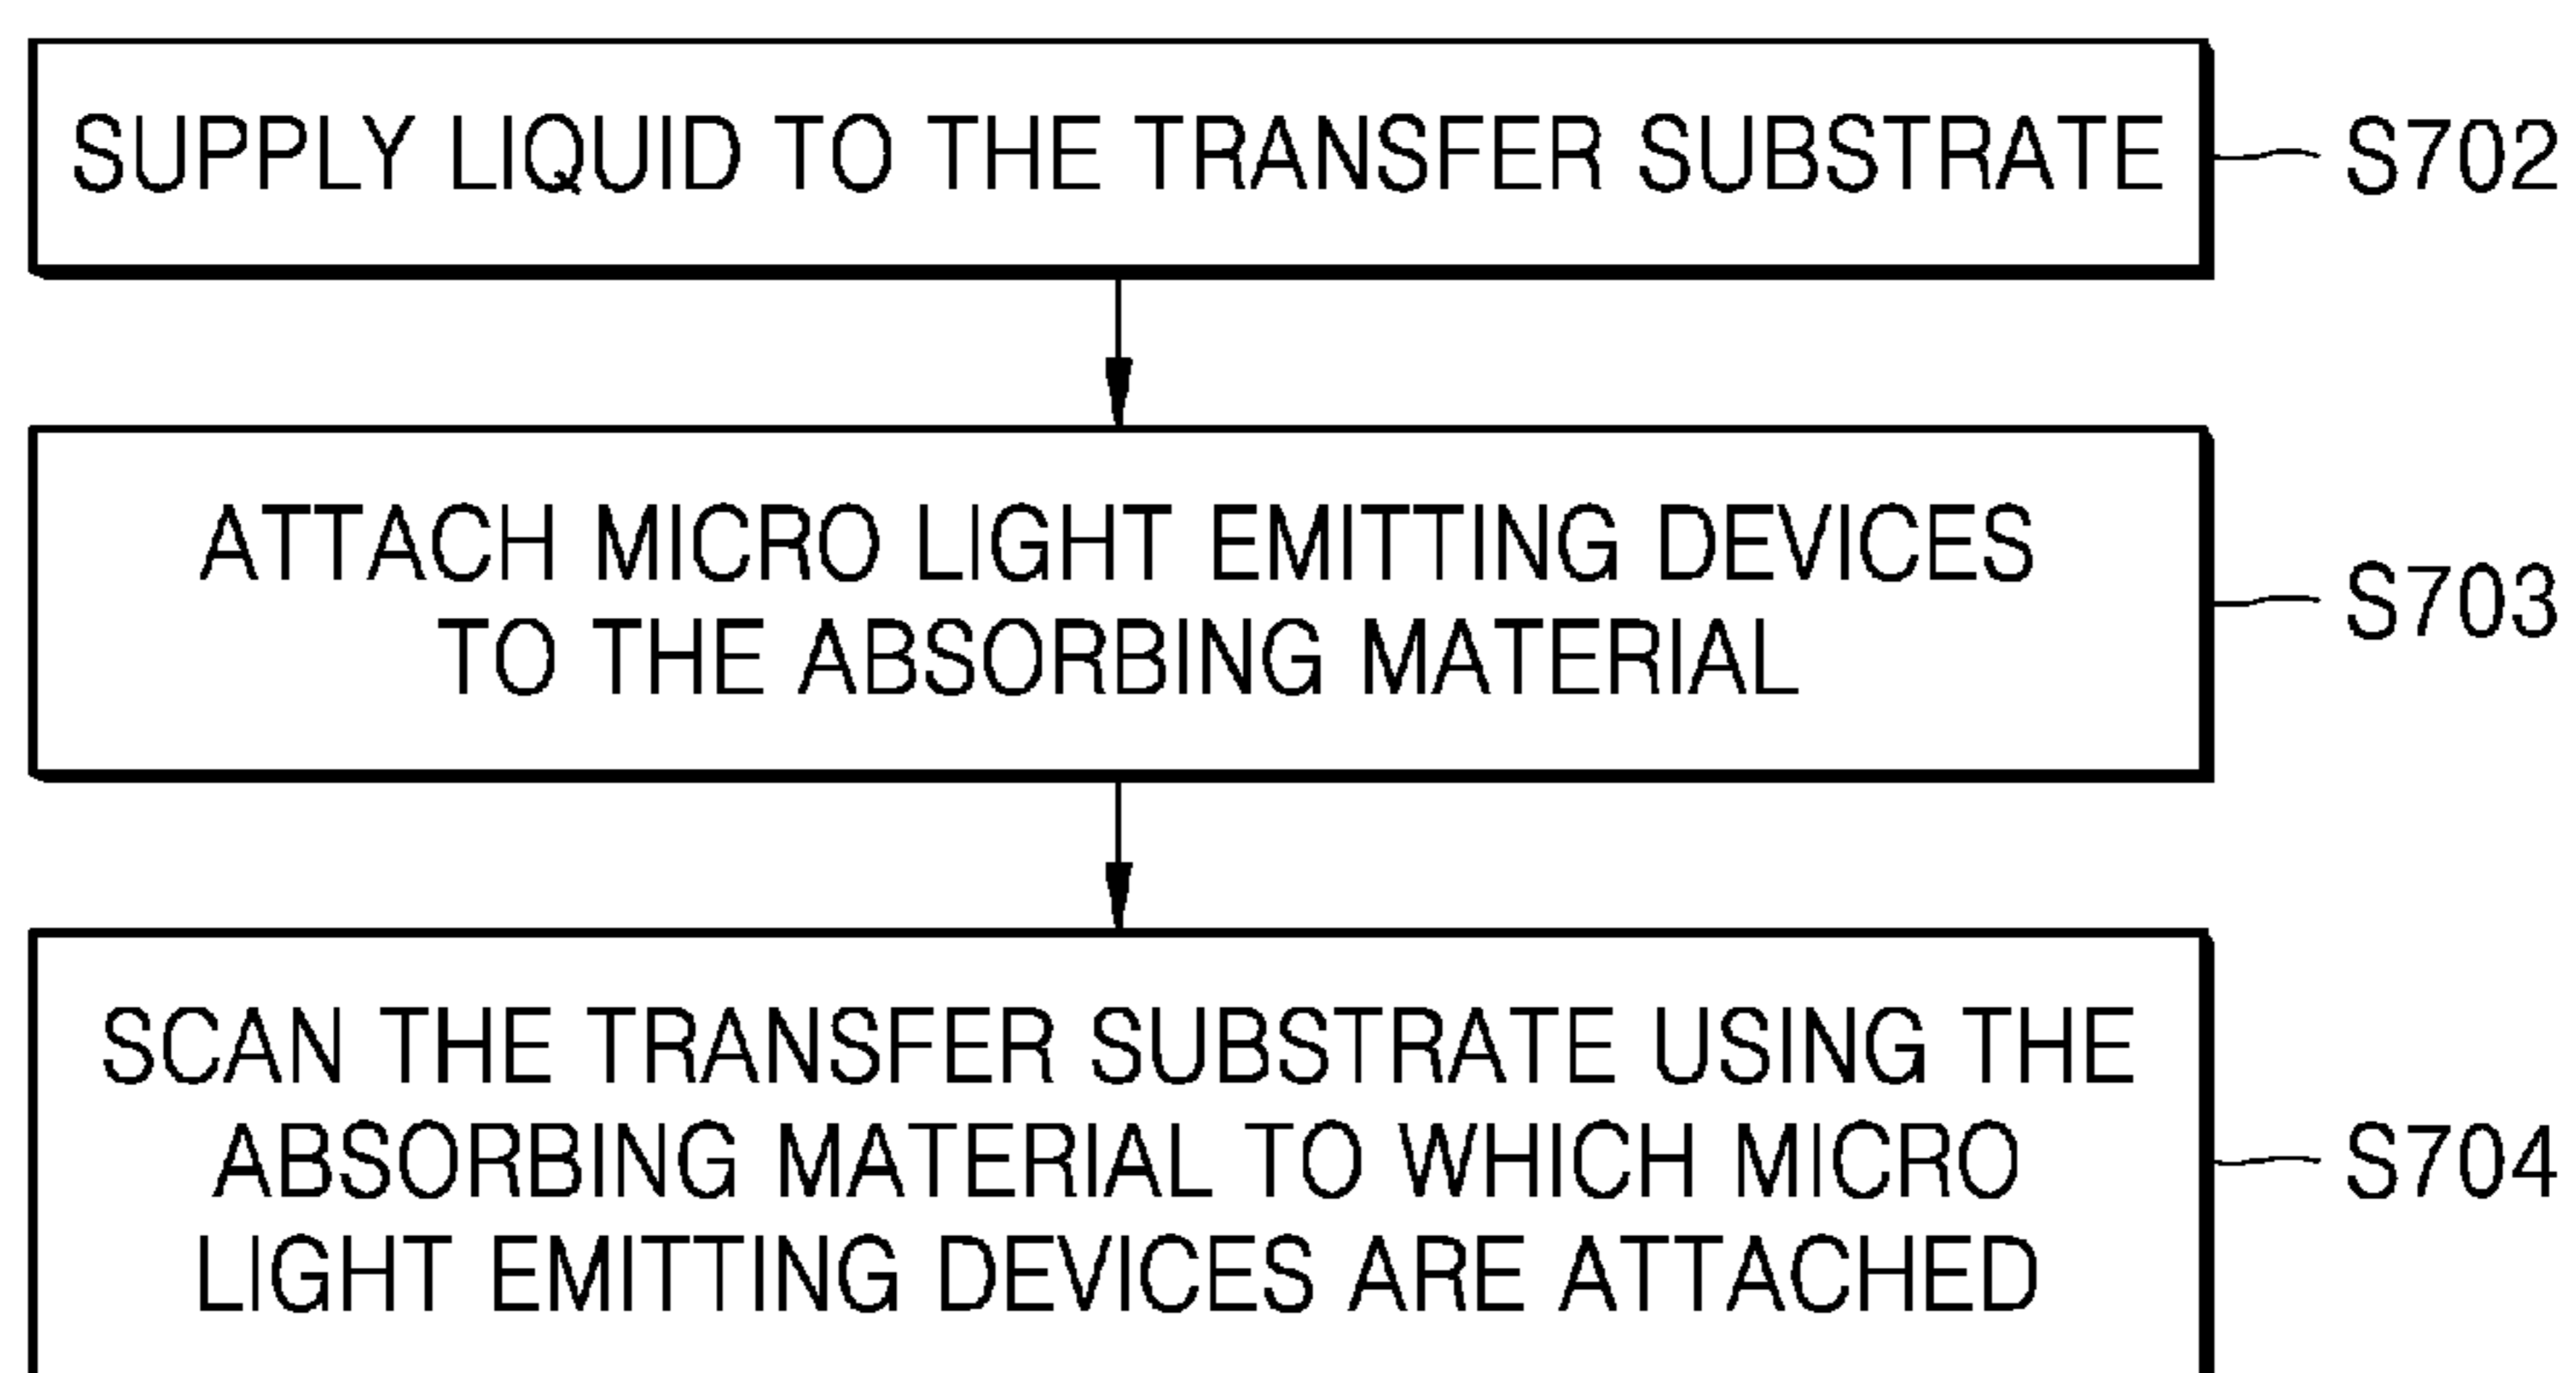 SUPPLY LIQUID TO THE TRANSFER SUBSTRATE
S702
ATTACH MICRO LIGHT EMITTING DEVICES
TO THE ABSORBING MATERIAL
S703
SCAN THE TRANSFER SUBSTRATE USING THE
ABSORBING MATERIAL TO WHICH MICRO
LIGHT EMITTING DEVICES ARE ATTACHED
S704